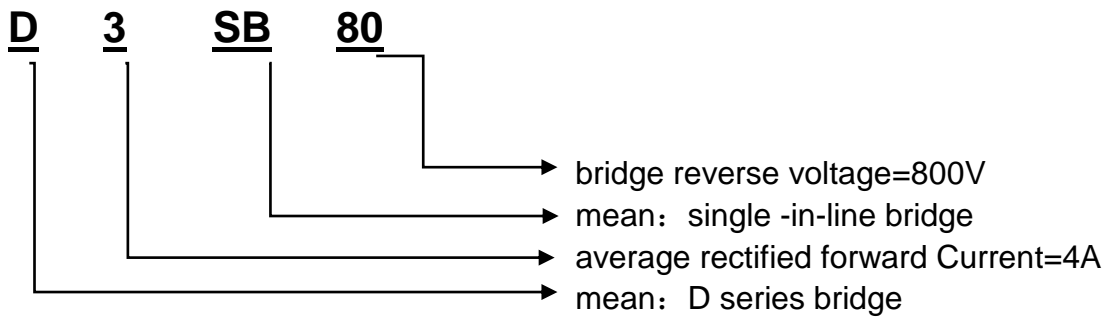 D 3 SB 80
bridge reverse voltage=800V
mean：single -in-line bridge
average rectified forward Current=4A
mean：D series bridge